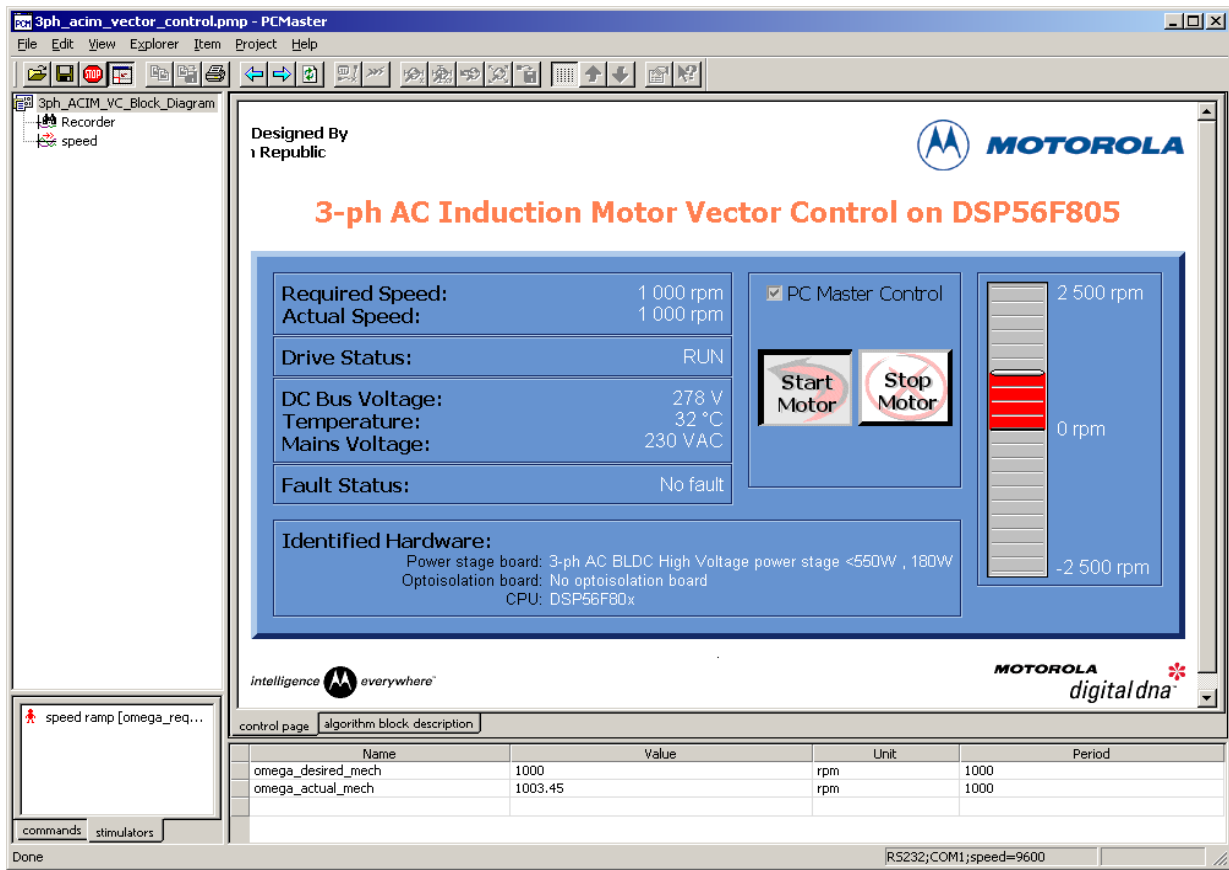 3ph_acim_vector_control.pmp - PCMaster
File Edit View Explorer Item Project Help
STOP
3ph_ACIM_VC_Block_Diagram
Recorder
speed
Designed By
ı Republic
MOTOROLA
3-ph AC Induction Motor Vector Control on DSP56F805
Required Speed: 1 000 rpm
Actual Speed: 1 000 rpm
Drive Status: RUN
DC Bus Voltage: 278 V
Temperature: 32 °C
Mains Voltage: 230 VAC
Fault Status: No fault
PC Master Control
Start Motor
Stop Motor
2 500 rpm
0 rpm
-2 500 rpm
Identified Hardware:
Power stage board: 3-ph AC BLDC High Voltage power stage <550W , 180W
Optoisolation board: No optoisolation board
CPU: DSP56F80x
intelligence everywhere
MOTOROLA
digital dna
control page algorithm block description
speed ramp [omega_req...
commands stimulators
Name Value Unit Period
omega_desired_mech 1000 rpm 1000
omega_actual_mech 1003.45 rpm 1000
Done
RS232;COM1;speed=9600